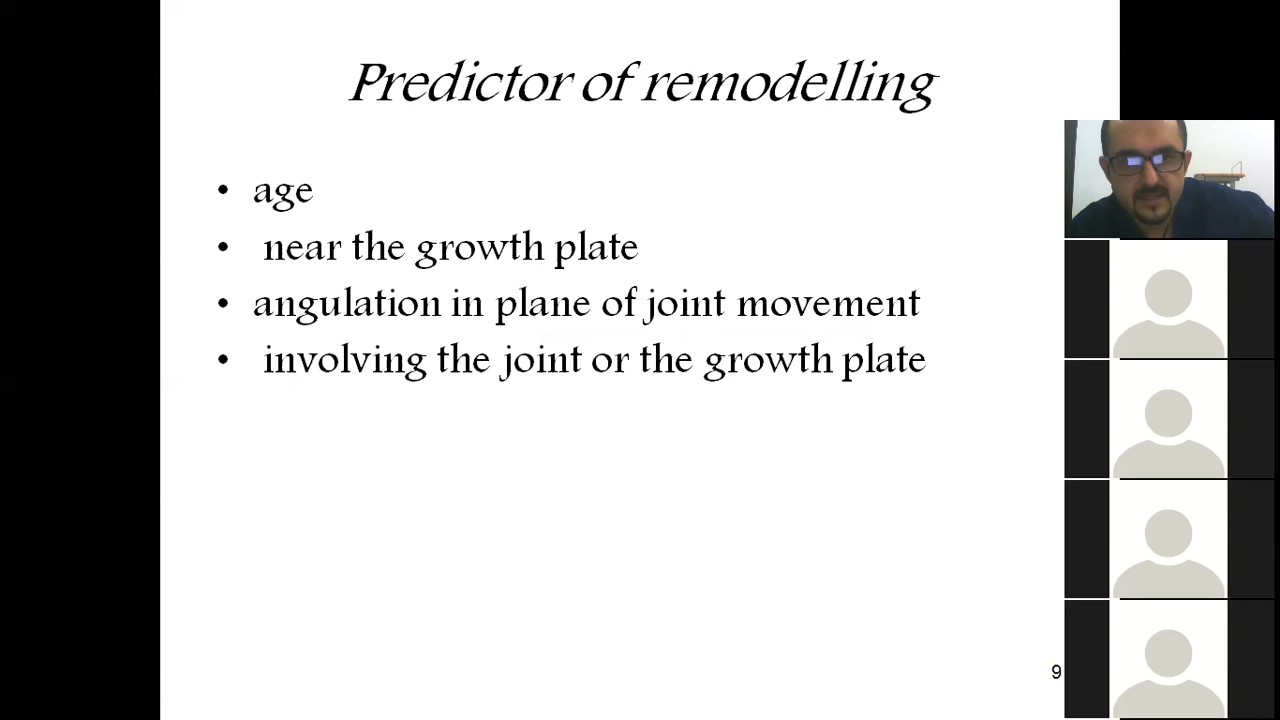 Predictor of remodelling
• age
• near the growth plate
• angulation in plane of joint movement
• involving the joint or the growth plate
9